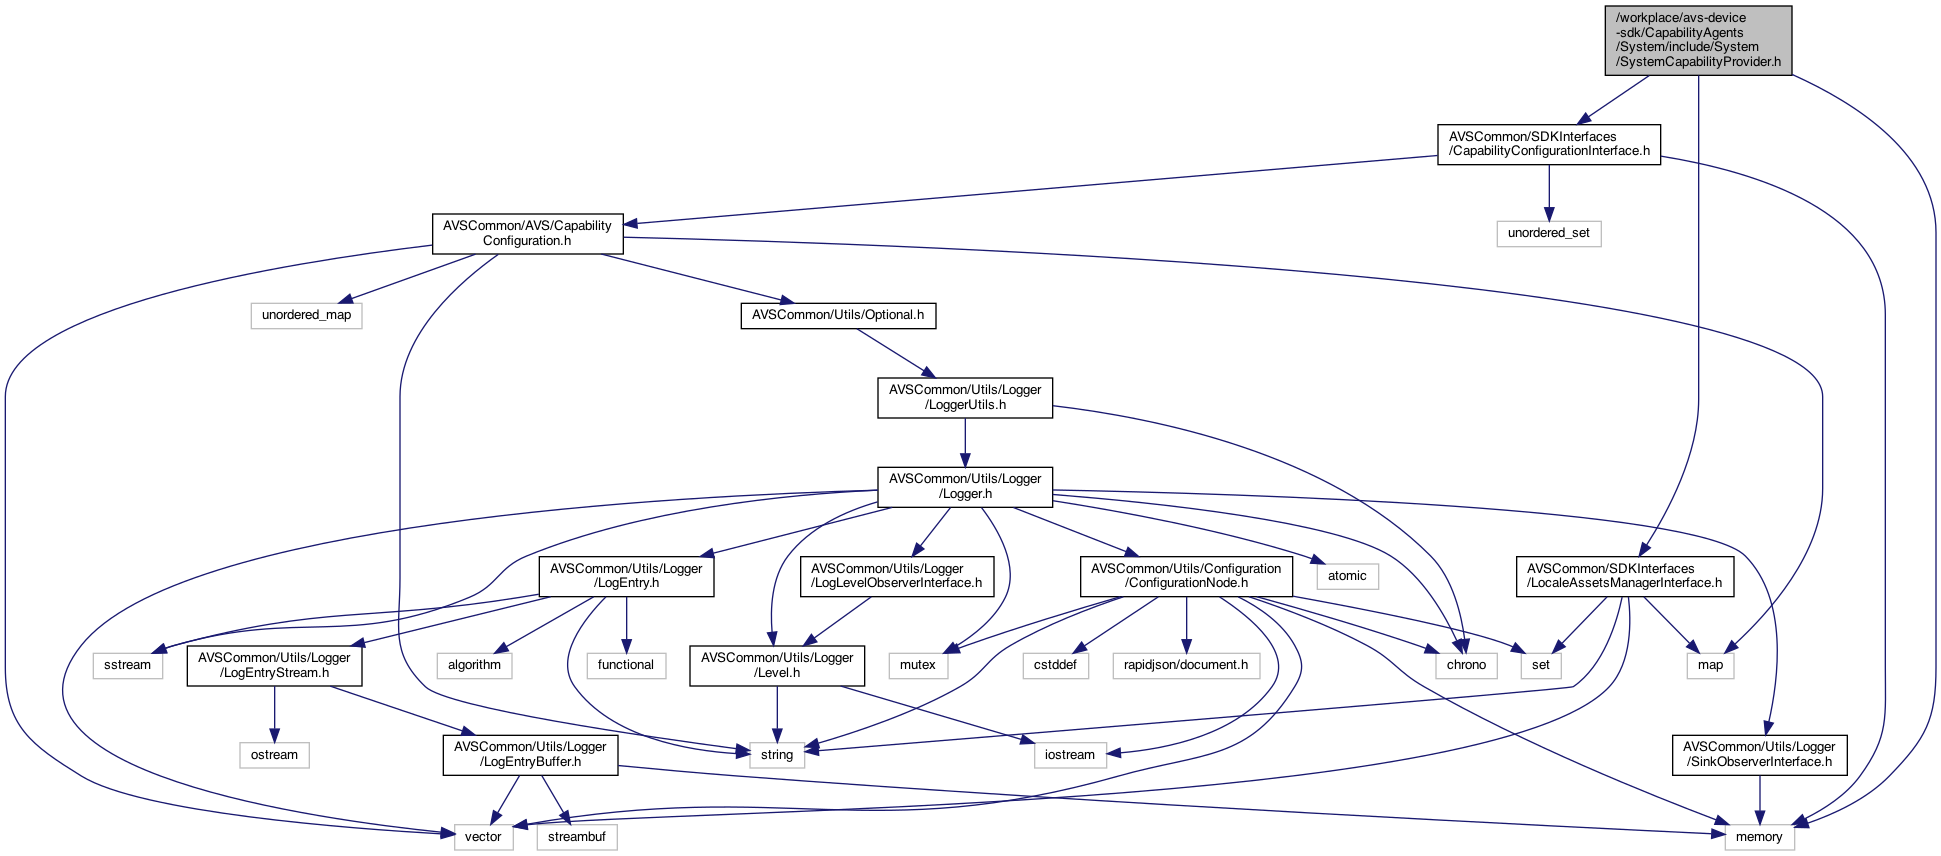 /workplace/avs-device
-sdk/CapabilityAgents
/System/include/System
/SystemCapabilityProvider.h
AVSCommon/SDKInterfaces
/CapabilityConfigurationInterface.h
AVSCommon/AVS/Capability
Configuration.h
unordered_set
unordered_map
AVSCommon/Utils/Optional.h
AVSCommon/Utils/Logger
/LoggerUtils.h
AVSCommon/Utils/Logger
/Logger.h
AVSCommon/Utils/Logger
/LogEntry.h
AVSCommon/Utils/Logger
/LogLevelObserverInterface.h
AVSCommon/Utils/Configuration
/ConfigurationNode.h
atomic
AVSCommon/SDKInterfaces
/LocaleAssetsManagerInterface.h
sstream
AVSCommon/Utils/Logger
/LogEntryStream.h
algorithm
functional
AVSCommon/Utils/Logger
/Level.h
mutex
cstddef
rapidjson/document.h
chrono
set
map
ostream
AVSCommon/Utils/Logger
/LogEntryBuffer.h
string
iostream
AVSCommon/Utils/Logger
/SinkObserverInterface.h
vector
streambuf
memory